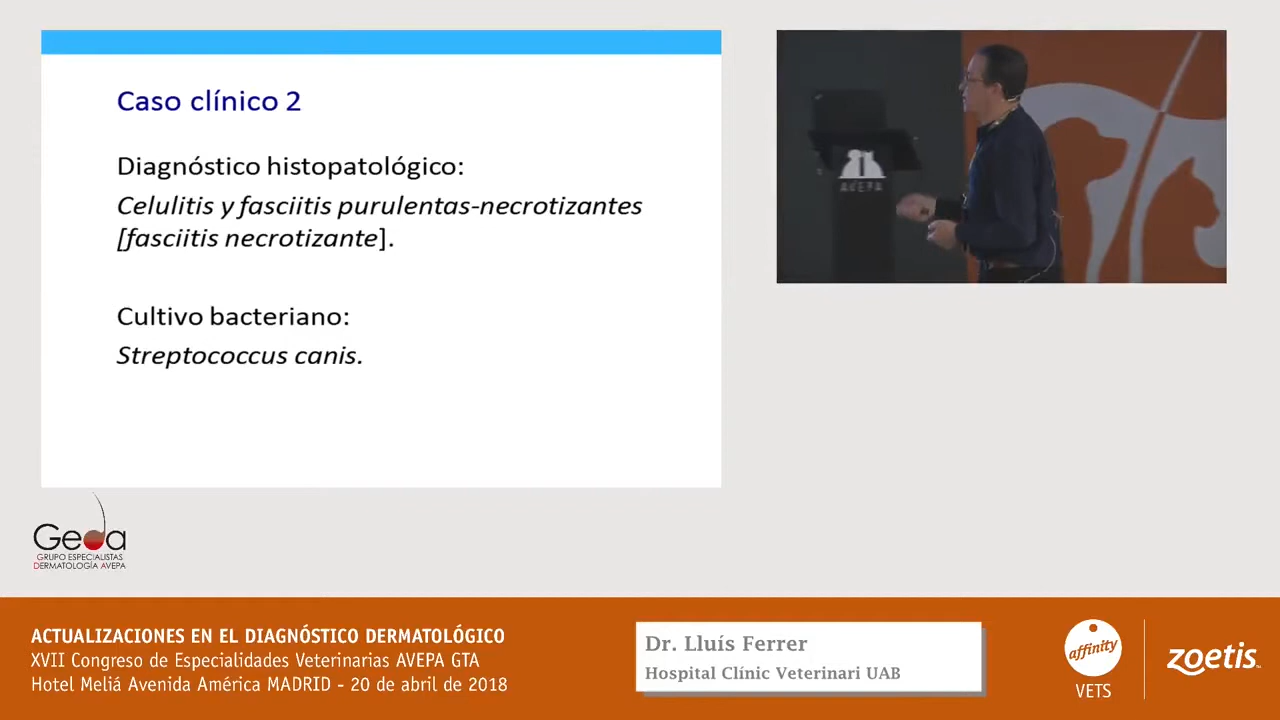 Caso clínico 2
Diagnóstico histopatológico:
Celulitis y fasciitis purulentas-necrotizantes
[fasciitis necrotizante].
Cultivo bacteriano:
Streptococcus canis.
AVEPA
Geda
GRUPO ESPECIALISTAS
DERMATOLOGÍA AVEPA
ACTUALIZACIONES EN EL DIAGNÓSTICO DERMATOLÓGICO
XVII Congreso de Especialidades Veterinarias AVEPA GTA
Hotel Meliá Avenida América MADRID - 20 de abril de 2018
Dr. Lluís Ferrer
Hospital Clínic Veterinari UAB
affinity
VETS
zoetis